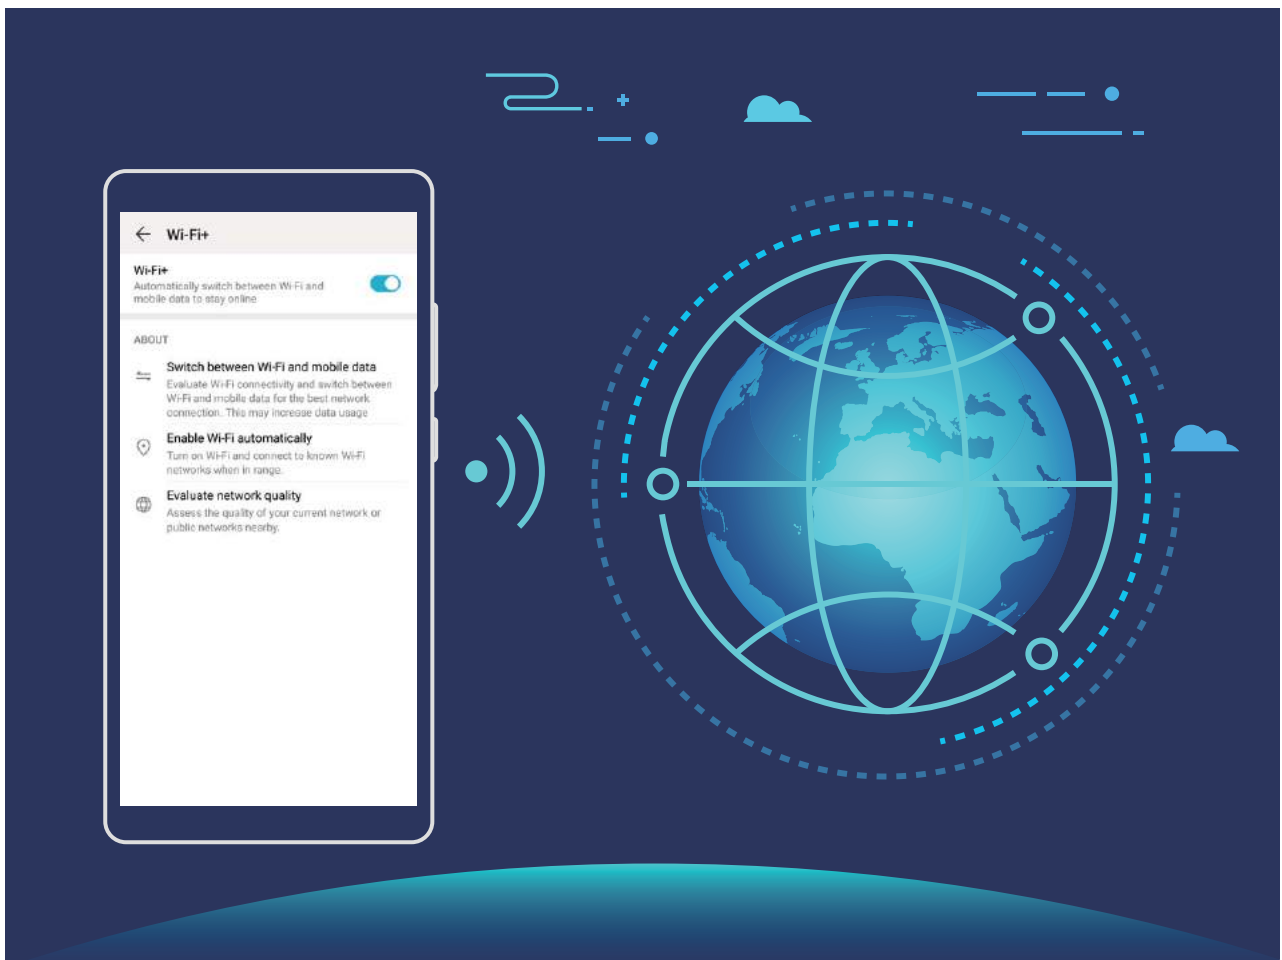 Wi-Fi+
Wi-Fi+
Automatically switch between Wi-Fi and
mobile data to stay online
ABOUT
Switch between Wi-Fi and mobile data
Evaluate Wi-Fi connectivity and switch between
Wi-Fi and mobile data for the best network
connection. This may increase data usage
Enable Wi-Fi automatically
Turn on Wi-Fi and connect to known Wi-Fi
networks when in range.
Evaluate network quality
Assess the quality of your current network or
public networks nearby.